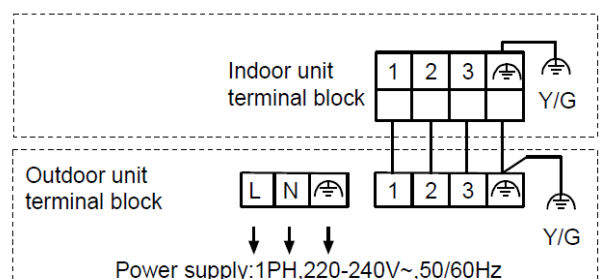 Indoor unit
terminal block
1 2 3
Y/G
Outdoor unit
terminal block
L N
1 2 3
Y/G
Power supply:1PH,220-240V~,50/60Hz